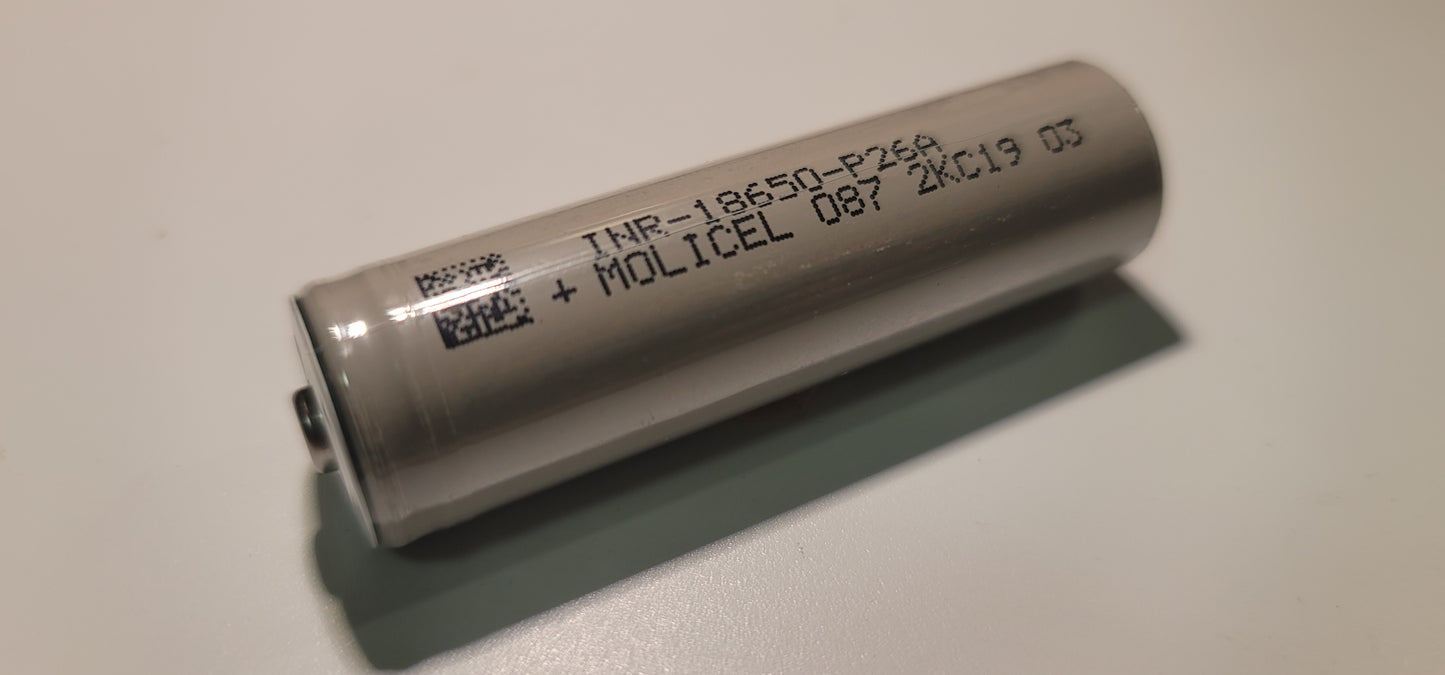 INR-18650-P26A
+ MOLICEL 087 2KC19 03